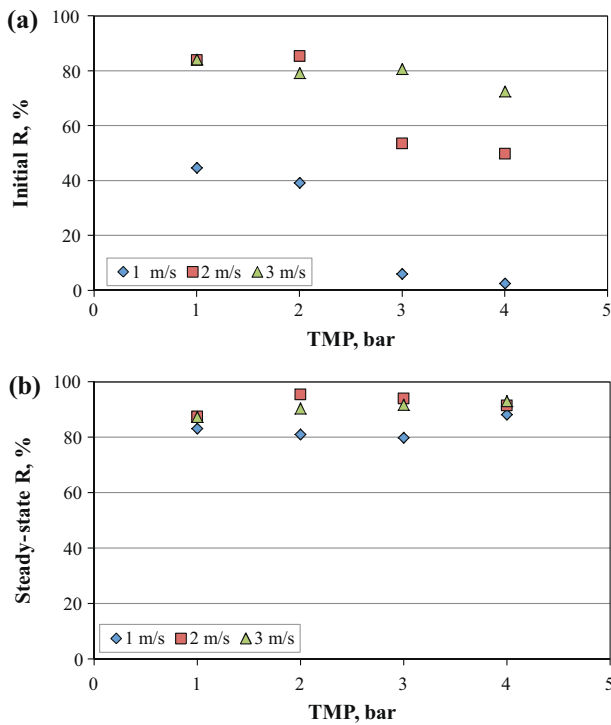 (a)
100
80
60
40
20
0
Initial R, %
1 m/s 2 m/s 3 m/s
0 1 2 3 4 5
TMP, bar
(b)
100
80
60
40
20
0
Steady-state R, %
1 m/s 2 m/s 3 m/s
0 1 2 3 4 5
TMP, bar